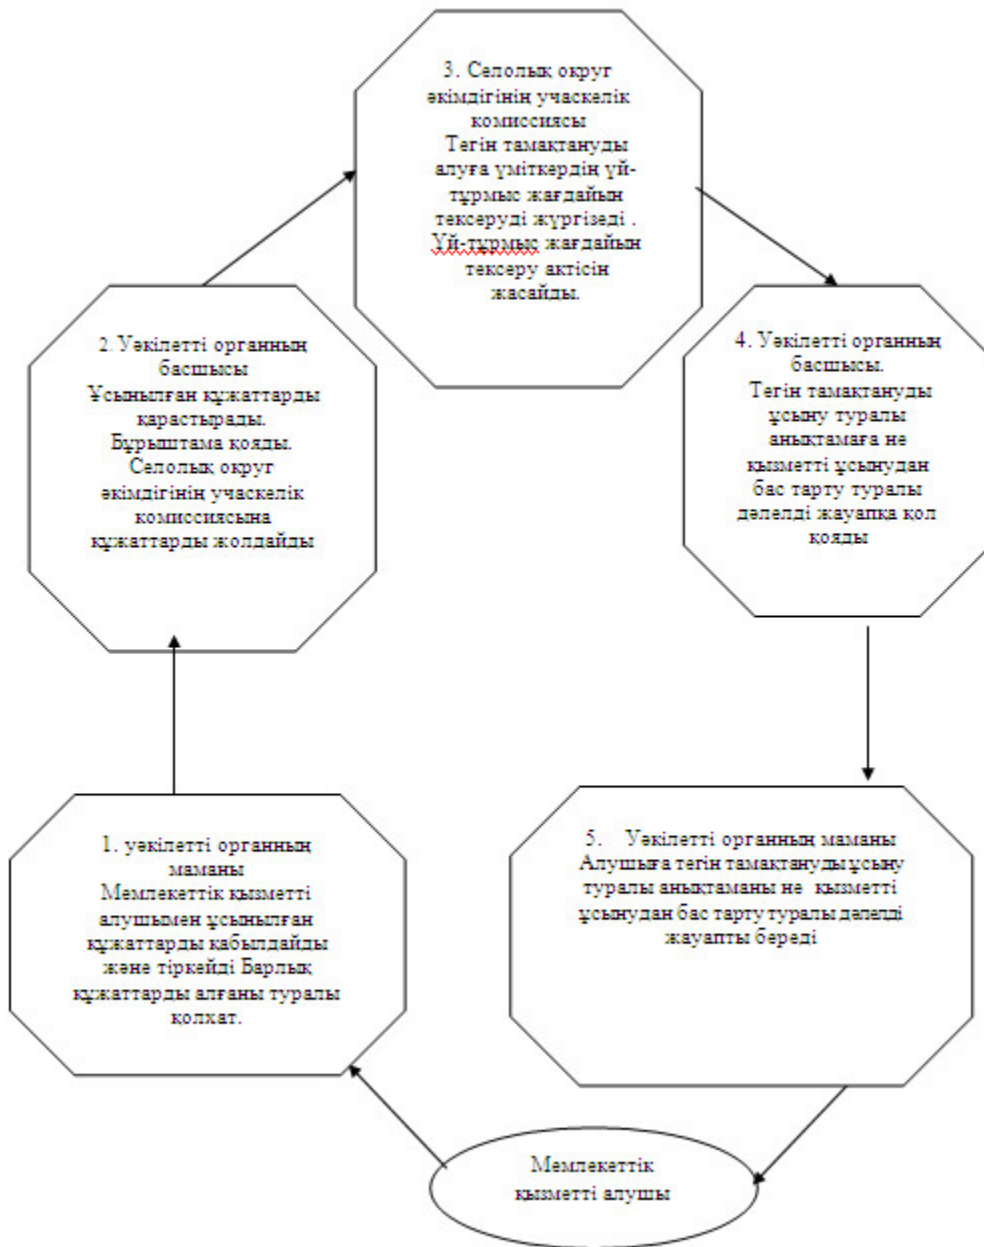 3. Селолық округ
әкімдігінің учаскелік
комиссиясы
Тегін тамақтануды
алуға үміткердің үй-
тұрмыс жағдайын
тексеруді жүргізеді .
Үй-тұрмыс жағдайын
тексеру актісін
жасайды.
2. Уәкілетті органның
басшысы
Ұсынылған құжаттарды
қарастырады.
Бұрыштама қояды.
Селолық округ
әкімдігінің учаскелік
комиссиясына
құжаттарды жолдайды
4. Уәкілетті органның
басшысы.
Тегін тамақтануды
ұсыну туралы
анықтамаға не
қызметті ұсынудан
бас тарту туралы
дәлелді жауапқа қол
қояды
1. уәкілетті органның
маманы
Мемлекеттік қызметті
алушымен ұсынылған
құжаттарды қабылдайды
және тіркейді Барлық
құжаттарды алғаны туралы
қолхат.
5. Уәкілетті органның маманы
Алушыға тегін тамақтануды ұсыну
туралы анықтаманы не қызметті
ұсынудан бас тарту туралы дәлелді
жауапты береді
Мемлекеттік
қызметті алушы